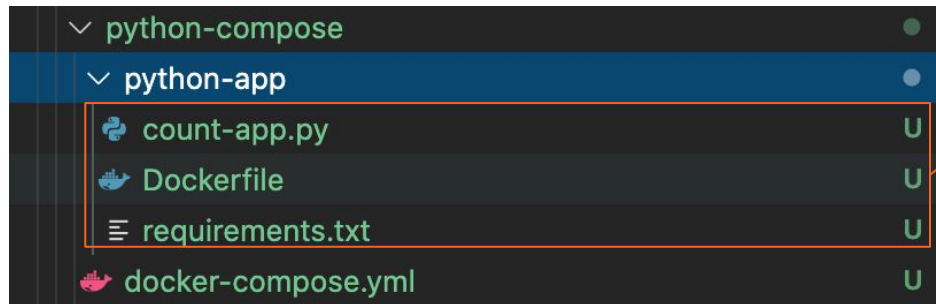 python-compose
python-app
count-app.py U
Dockerfile U
requirements.txt U
docker-compose.yml U